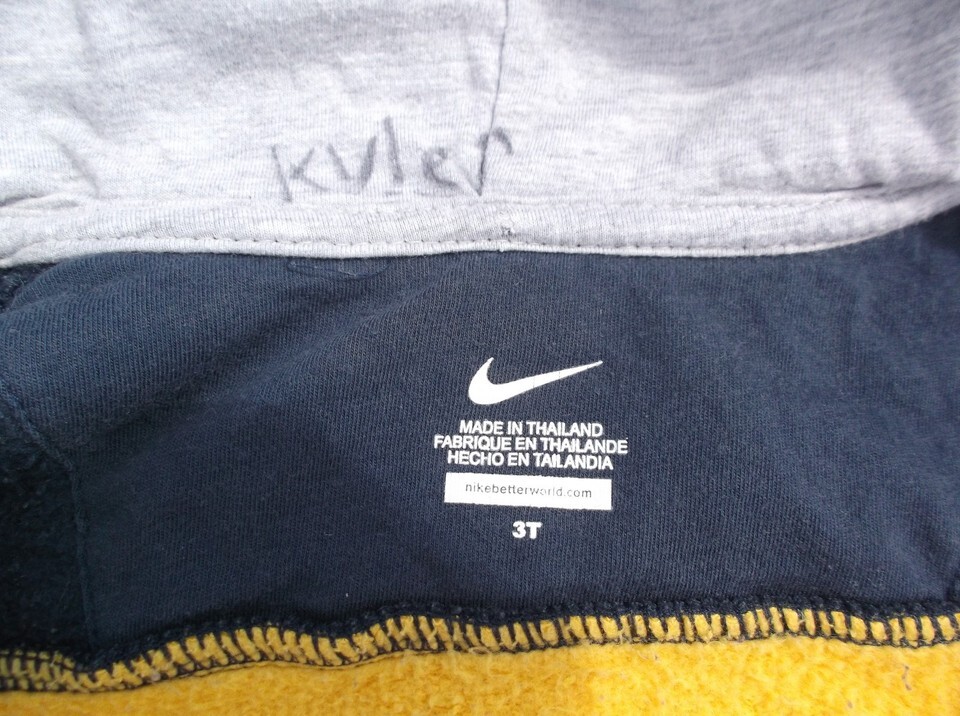 Kyler
MADE IN THAILAND
FABRIQUE EN THAILANDE
HECHO EN TAILANDIA
nikebetterworld.com
3T